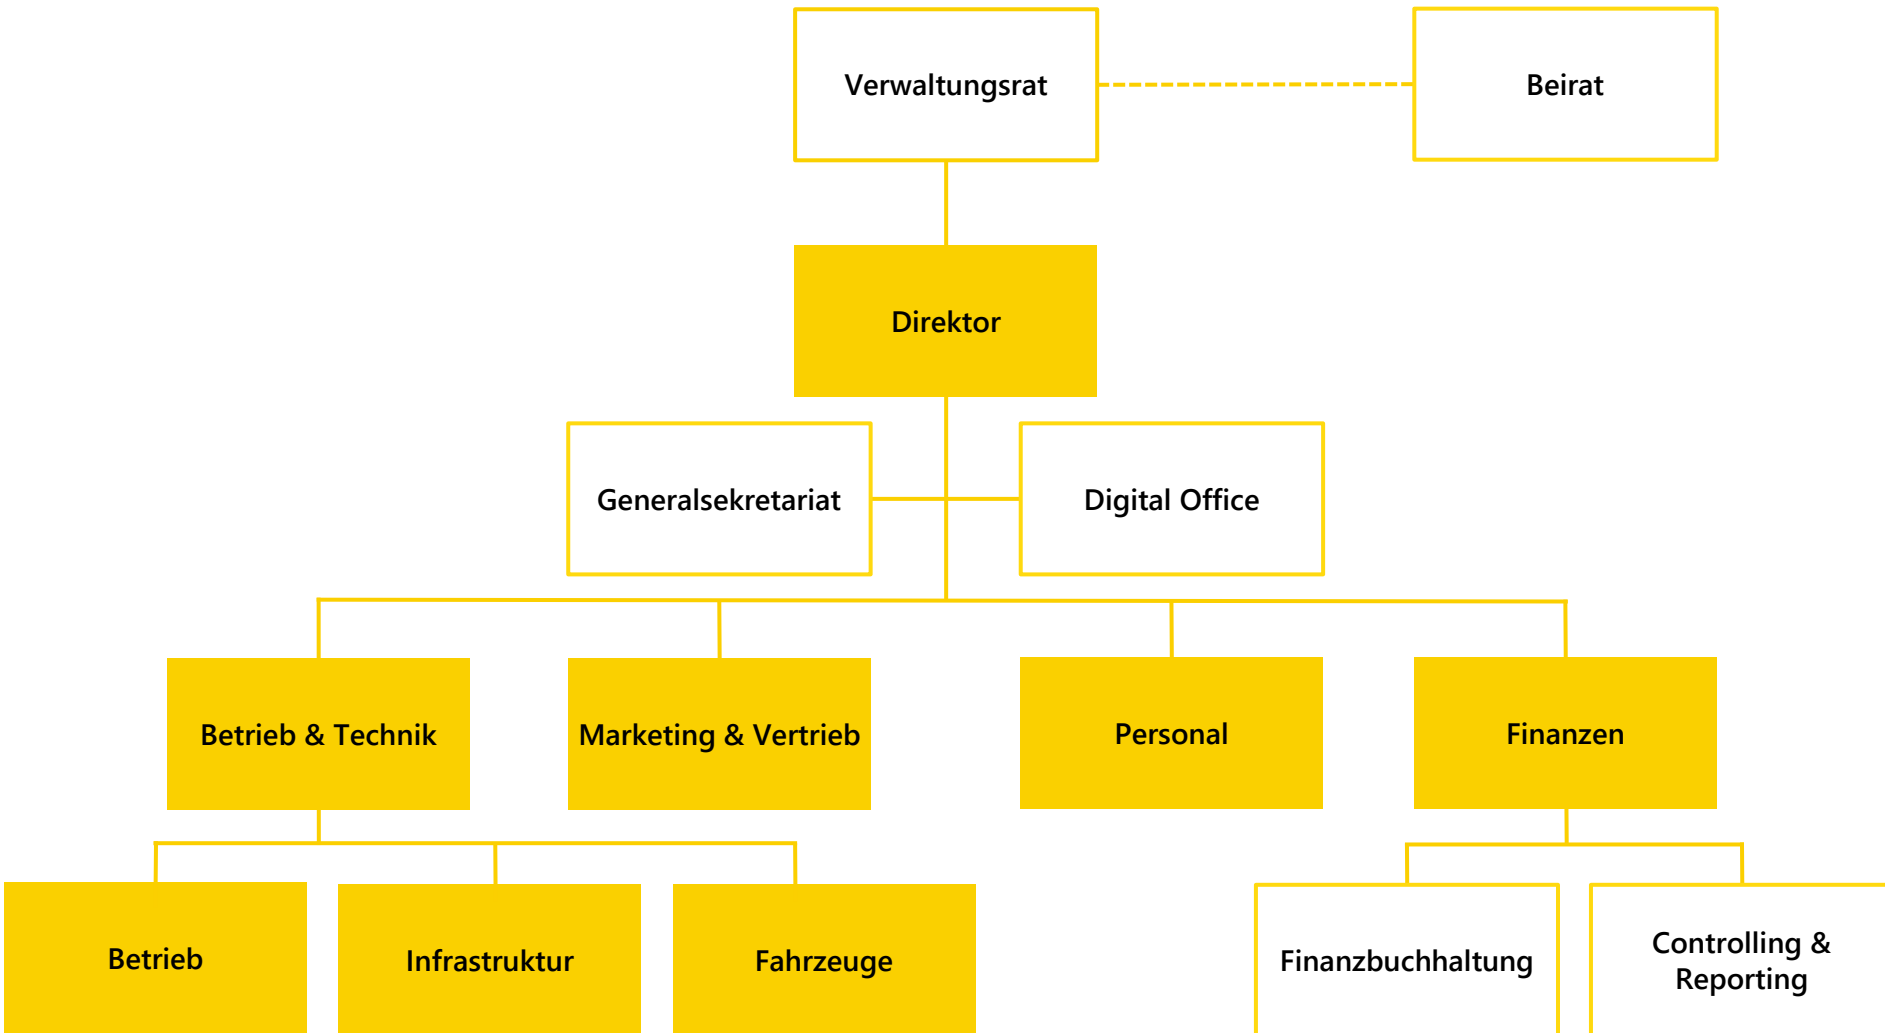 Verwaltungsrat
Beirat
Direktor
Generalsekretariat
Digital Office
Betrieb & Technik
Marketing & Vertrieb
Personal
Finanzen
Betrieb
Infrastruktur
Fahrzeuge
Finanzbuchhaltung
Controlling &
Reporting